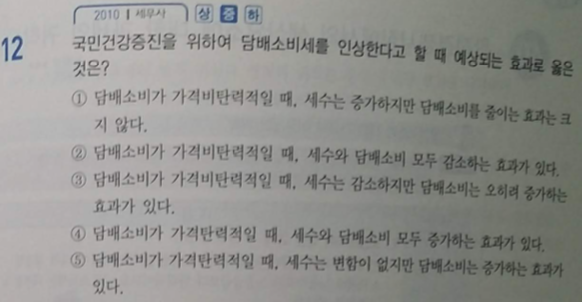 2010 | 세무사 상 중 하
12 국민건강증진을 위하여 담배소비세를 인상한다고 할 때 예상되는 효과로 옳은
것은?
① 담배소비가 가격비탄력적일 때, 세수는 증가하지만 담배소비를 줄이는 효과는 크
지 않다.
② 담배소비가 가격비탄력적일 때, 세수와 담배소비 모두 감소하는 효과가 있다.
③ 담배소비가 가격비탄력적일 때, 세수는 감소하지만 담배소비는 오히려 증가하는
효과가 있다.
④ 담배소비가 가격탄력적일 때, 세수와 담배소비 모두 증가하는 효과가 있다.
⑤ 담배소비가 가격탄력적일 때, 세수는 변함이 없지만 담배소비는 증가하는 효과가
있다.